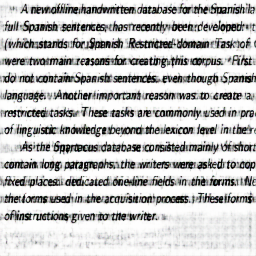 A new offline handwritten database for the Spanish la
full Spanish sentences, has recently been developed:
(which stands for Spanish Restricted-domain Task of
were two main reasons for creating this corpus. First
do not contain Spanish sentences, even though Spanish
language. Another important reason was to create a
restricted tasks. These tasks are commonly used in prac
of linguistic knowledge beyond the lexicon level in the re
As the Spartacus database consisted mainly of short
contain long paragraphs, the writers were asked to cop
fixed places: dedicated one-line fields in the forms. Ne
the forms used in the acquisition process. These forms
of instructions given to the writer.